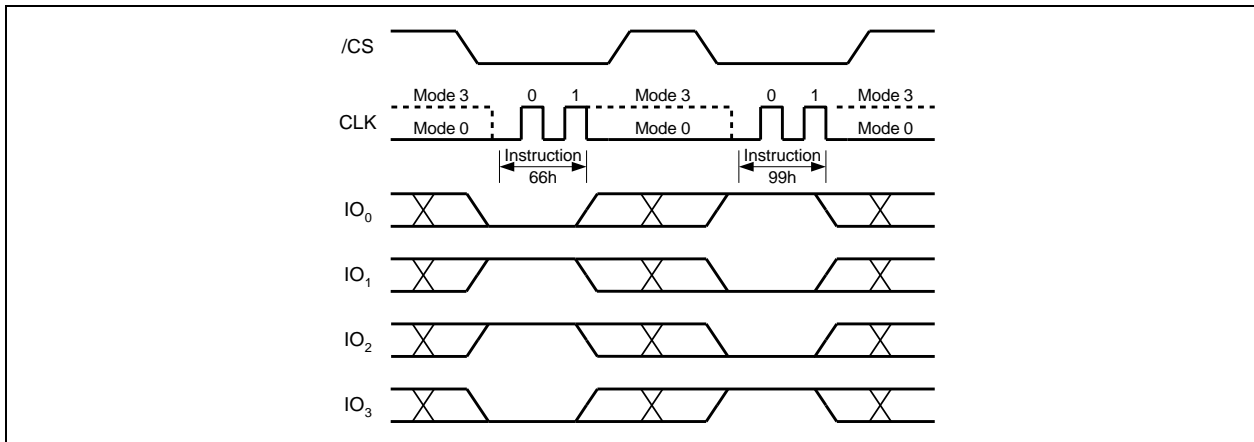 /CS
Mode 3 0 1 Mode 3 0 1 Mode 3
CLK Mode 0 Mode 0 Mode 0
Instruction Instruction
66h 99h
IO0
IO1
IO2
IO3